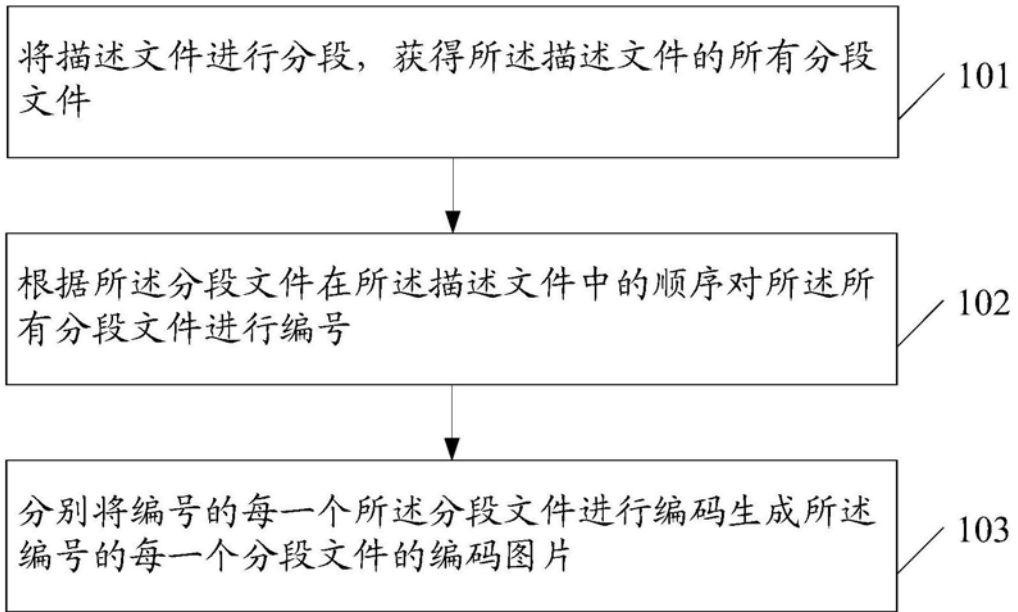 将描述文件进行分段，获得所述描述文件的所有分段
文件
101
根据所述分段文件在所述描述文件中的顺序对所述所
有分段文件进行编号
102
分别将编号的每一个所述分段文件进行编码生成所述
编号的每一个分段文件的编码图片
103